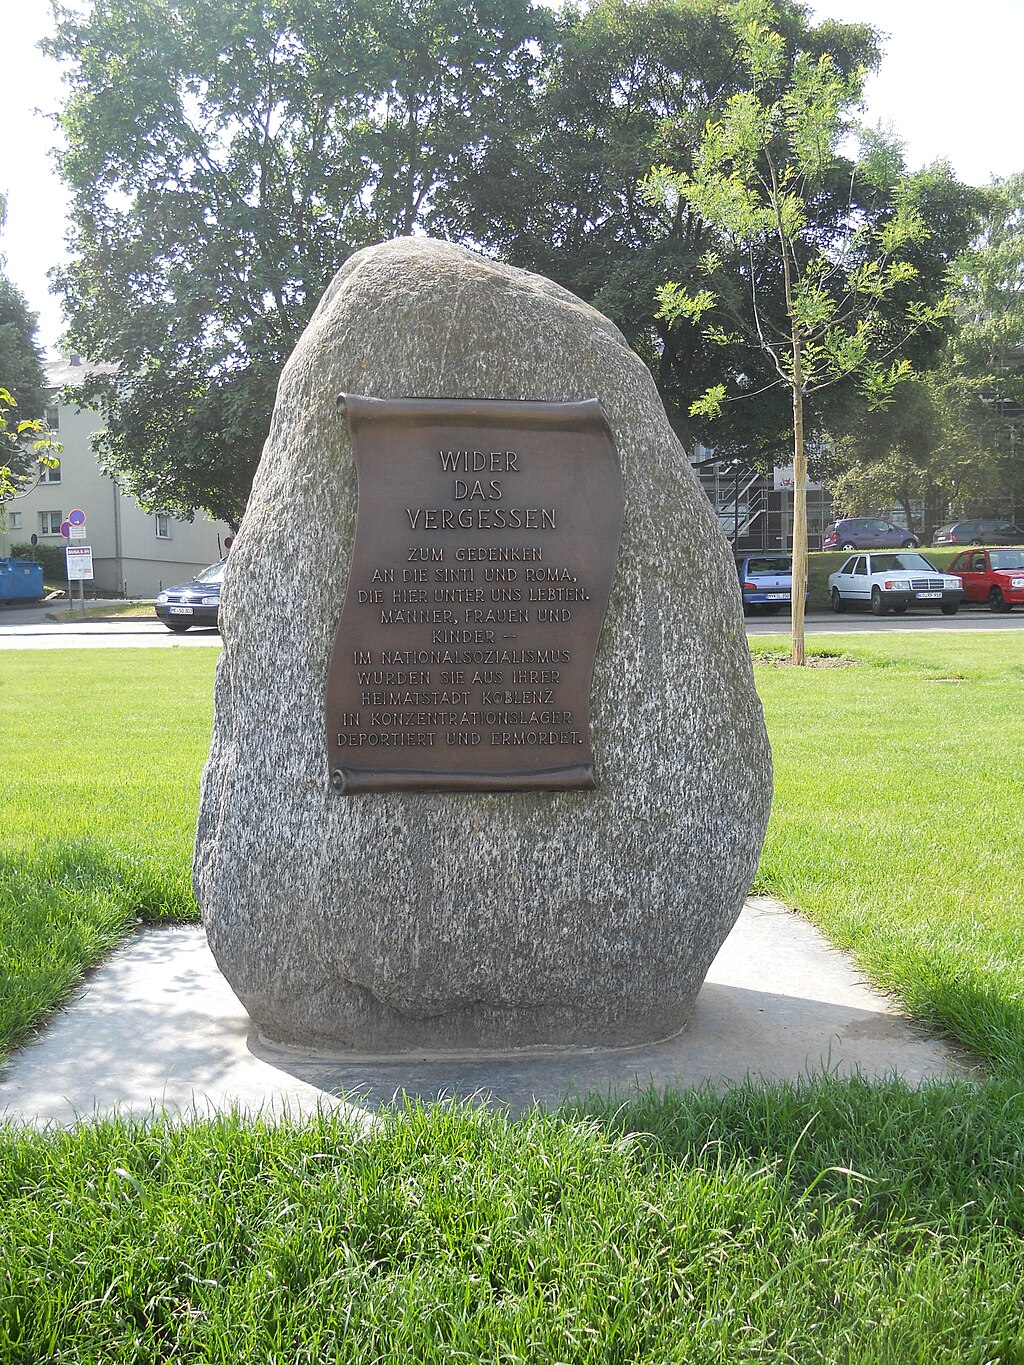 WIDER
DAS
VERGESSEN
ZUM GEDENKEN
AN DIE SINTI UND ROMA,
DIE HIER UNTER UNS LEBTEN.
MÄNNER, FRAUEN UND
KINDER —
IM NATIONALSOZIALISMUS
WURDEN SIE AUS IHRER
HEIMATSTADT KOBLENZ
IN KONZENTRATIONSLAGER
DEPORTIERT UND ERMORDET.